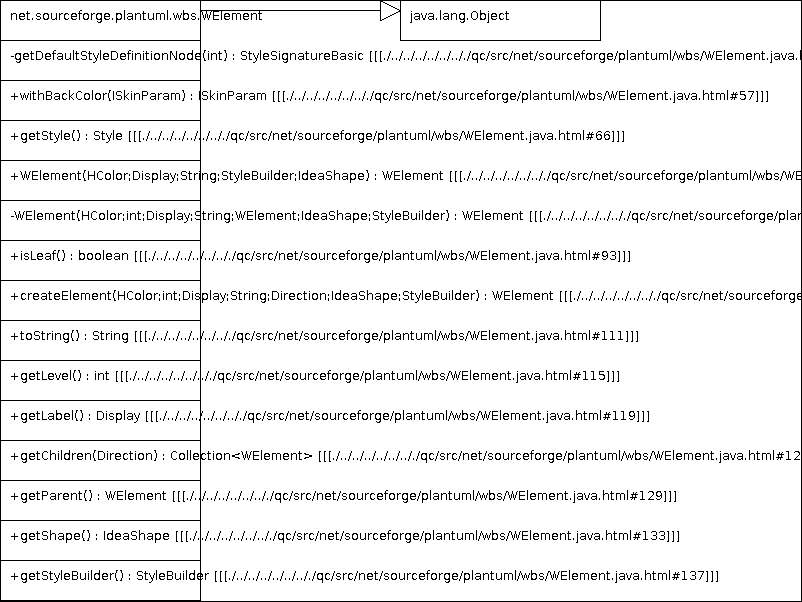 net.sourceforge.plantuml.wbs.WElement
java.lang.Object
-getDefaultStyleDefinitionNode(int) : StyleSignatureBasic [[[./../../../../../../qc/src/net/sourceforge/plantuml/wbs/WElement.java.
+withBackColor(ISkinParam) : ISkinParam [[[./../../../../../../qc/src/net/sourceforge/plantuml/wbs/WElement.java.html#57]]]
+getStyle() : Style [[[./../../../../../../qc/src/net/sourceforge/plantuml/wbs/WElement.java.html#66]]]
+WElement(HColor;Display;String;StyleBuilder;IdeaShape) : WElement [[[./../../../../../../qc/src/net/sourceforge/plantuml/wbs/WE
-WElement(HColor;int;Display;String;WElement;IdeaShape;StyleBuilder) : WElement [[[./../../../../../../qc/src/net/sourceforge/plan
+isLeaf() : boolean [[[./../../../../../../qc/src/net/sourceforge/plantuml/wbs/WElement.java.html#93]]]
+createElement(HColor;int;Display;String;Direction;IdeaShape;StyleBuilder) : WElement [[[./../../../../../../qc/src/net/sourceforge
+toString() : String [[[./../../../../../../qc/src/net/sourceforge/plantuml/wbs/WElement.java.html#111]]]
+getLevel() : int [[[./../../../../../../qc/src/net/sourceforge/plantuml/wbs/WElement.java.html#115]]]
+getLabel() : Display [[[./../../../../../../qc/src/net/sourceforge/plantuml/wbs/WElement.java.html#119]]]
+getChildren(Direction) : Collection<WElement> [[[./../../../../../../qc/src/net/sourceforge/plantuml/wbs/WElement.java.html#12
+getParent() : WElement [[[./../../../../../../qc/src/net/sourceforge/plantuml/wbs/WElement.java.html#129]]]
+getShape() : IdeaShape [[[./../../../../../../qc/src/net/sourceforge/plantuml/wbs/WElement.java.html#133]]]
+getStyleBuilder() : StyleBuilder [[[./../../../../../../qc/src/net/sourceforge/plantuml/wbs/WElement.java.html#137]]]